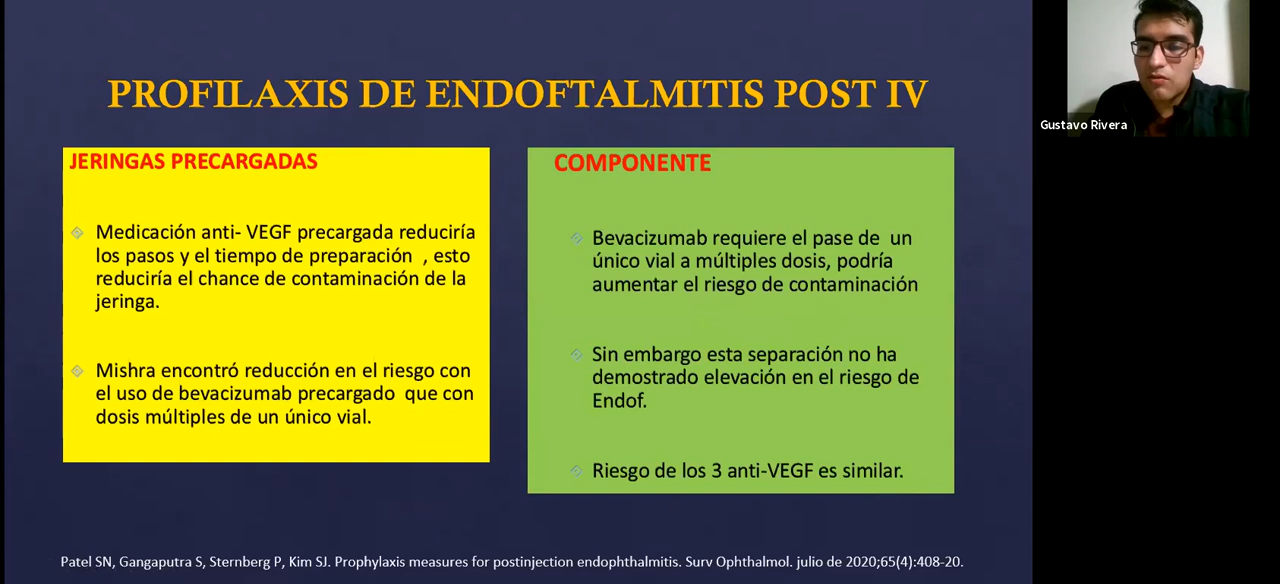 PROFILAXIS DE ENDOFTALMITIS POST IV
JERINGAS PRECARGADAS
Medicación anti- VEGF precargada reduciría
los pasos y el tiempo de preparación , esto
reduciría el chance de contaminación de la
jeringa.
Mishra encontró reducción en el riesgo con
el uso de bevacizumab precargado que con
dosis múltiples de un único vial.
COMPONENTE
Bevacizumab requiere el pase de un
único vial a múltiples dosis, podría
aumentar el riesgo de contaminación
Sin embargo esta separación no ha
demostrado elevación en el riesgo de
Endof.
Riesgo de los 3 anti-VEGF es similar.
Patel SN, Gangaputra S, Sternberg P, Kim SJ. Prophylaxis measures for postinjection endophthalmitis. Surv Ophthalmol. julio de 2020;65(4):408-20.
Gustavo Rivera